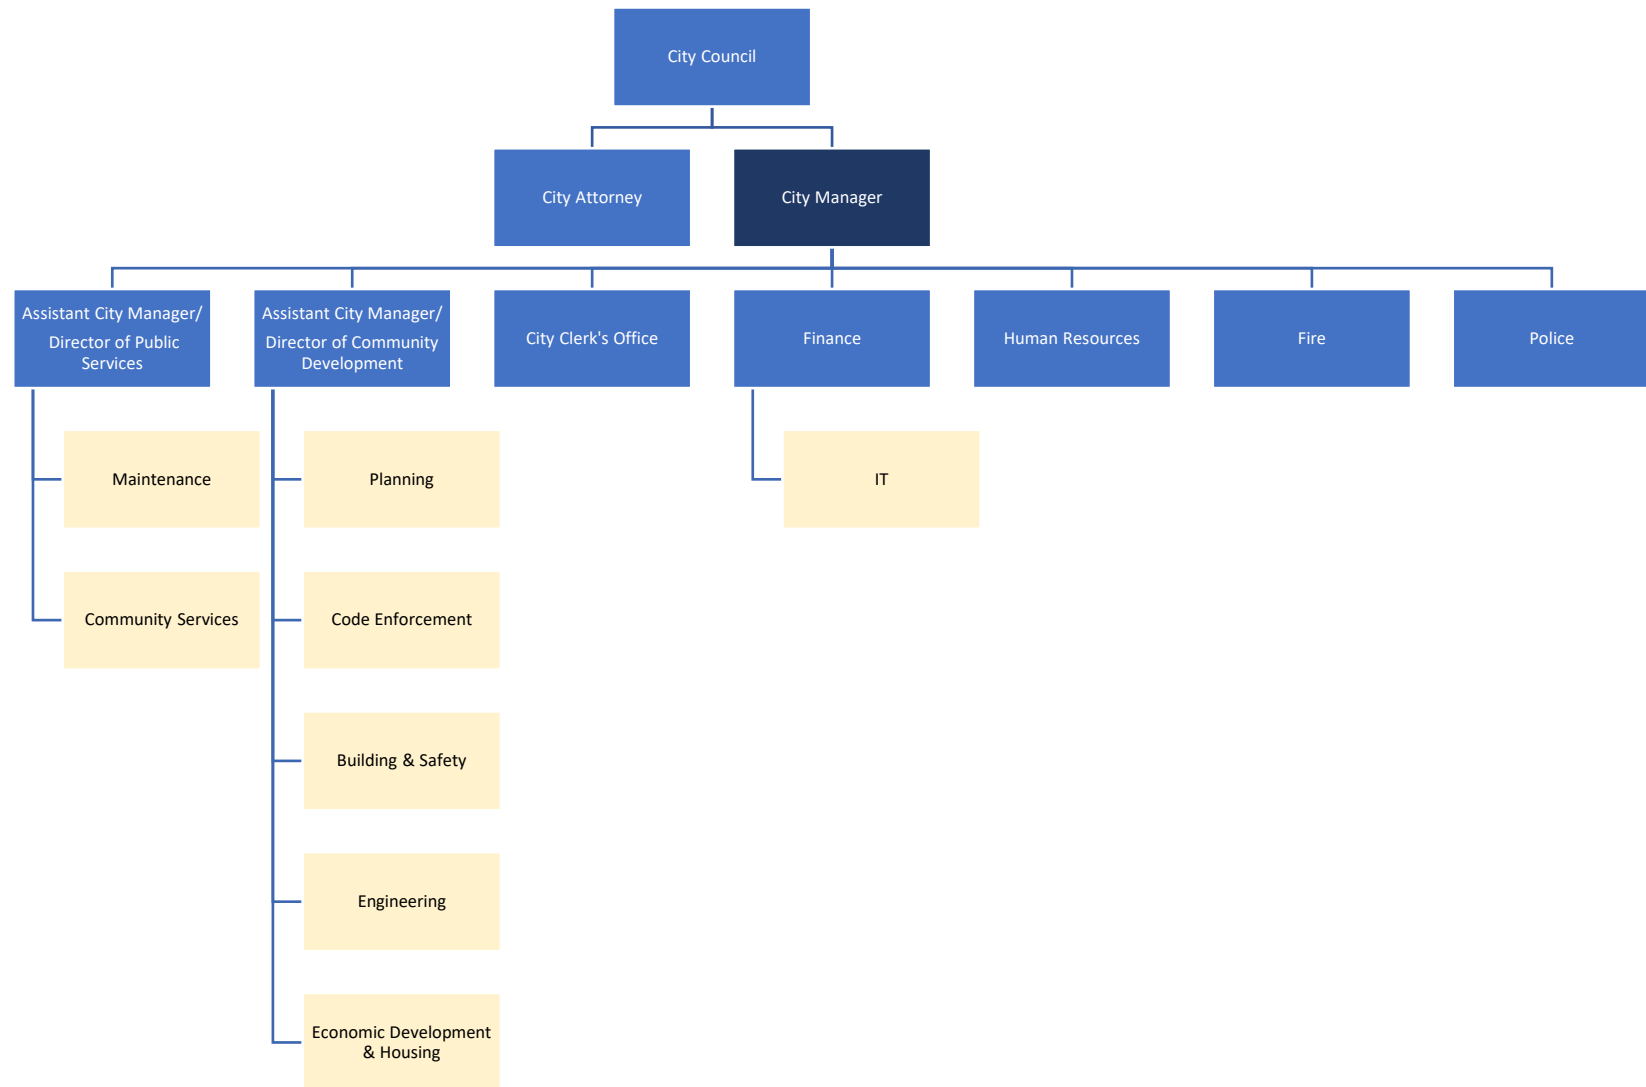 City Council
City Attorney
City Manager
Assistant City Manager/
Director of Public
Services
Assistant City Manager/
Director of Community
Development
City Clerk's Office
Finance
Human Resources
Fire
Police
Maintenance
Planning
IT
Community Services
Code Enforcement
Building & Safety
Engineering
Economic Development
& Housing